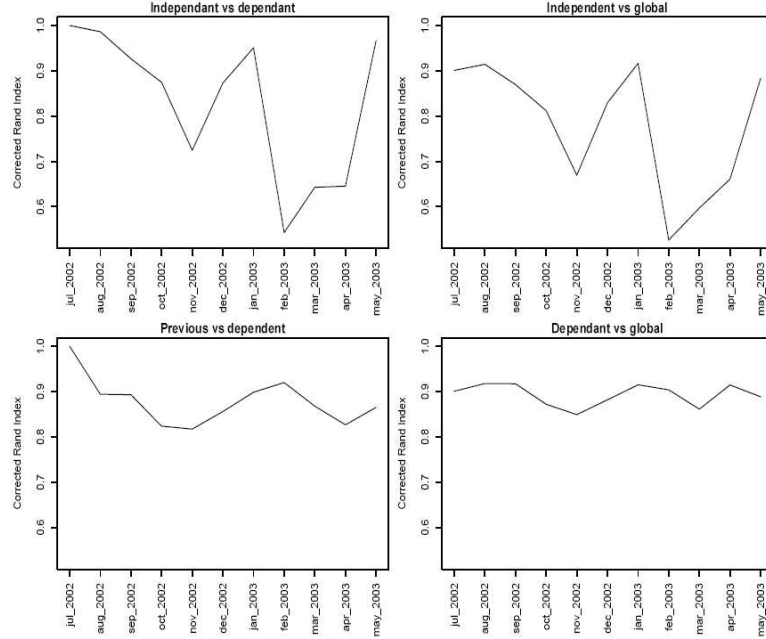 Independant vs dependant
Corrected Rand Index
1.0
0.9
0.8
0.7
0.6
jul_2002
aug_2002
sep_2002
oct_2002
nov_2002
dec_2002
jan_2003
feb_2003
mar_2003
apr_2003
may_2003
Independent vs global
Corrected Rand Index
1.0
0.9
0.8
0.7
0.6
jul_2002
aug_2002
sep_2002
oct_2002
nov_2002
dec_2002
jan_2003
feb_2003
mar_2003
apr_2003
may_2003
Previous vs dependent
Corrected Rand Index
1.0
0.9
0.8
0.7
0.6
jul_2002
aug_2002
sep_2002
oct_2002
nov_2002
dec_2002
jan_2003
feb_2003
mar_2003
apr_2003
may_2003
Dependant vs global
Corrected Rand Index
1.0
0.9
0.8
0.7
0.6
jul_2002
aug_2002
sep_2002
oct_2002
nov_2002
dec_2002
jan_2003
feb_2003
mar_2003
apr_2003
may_2003